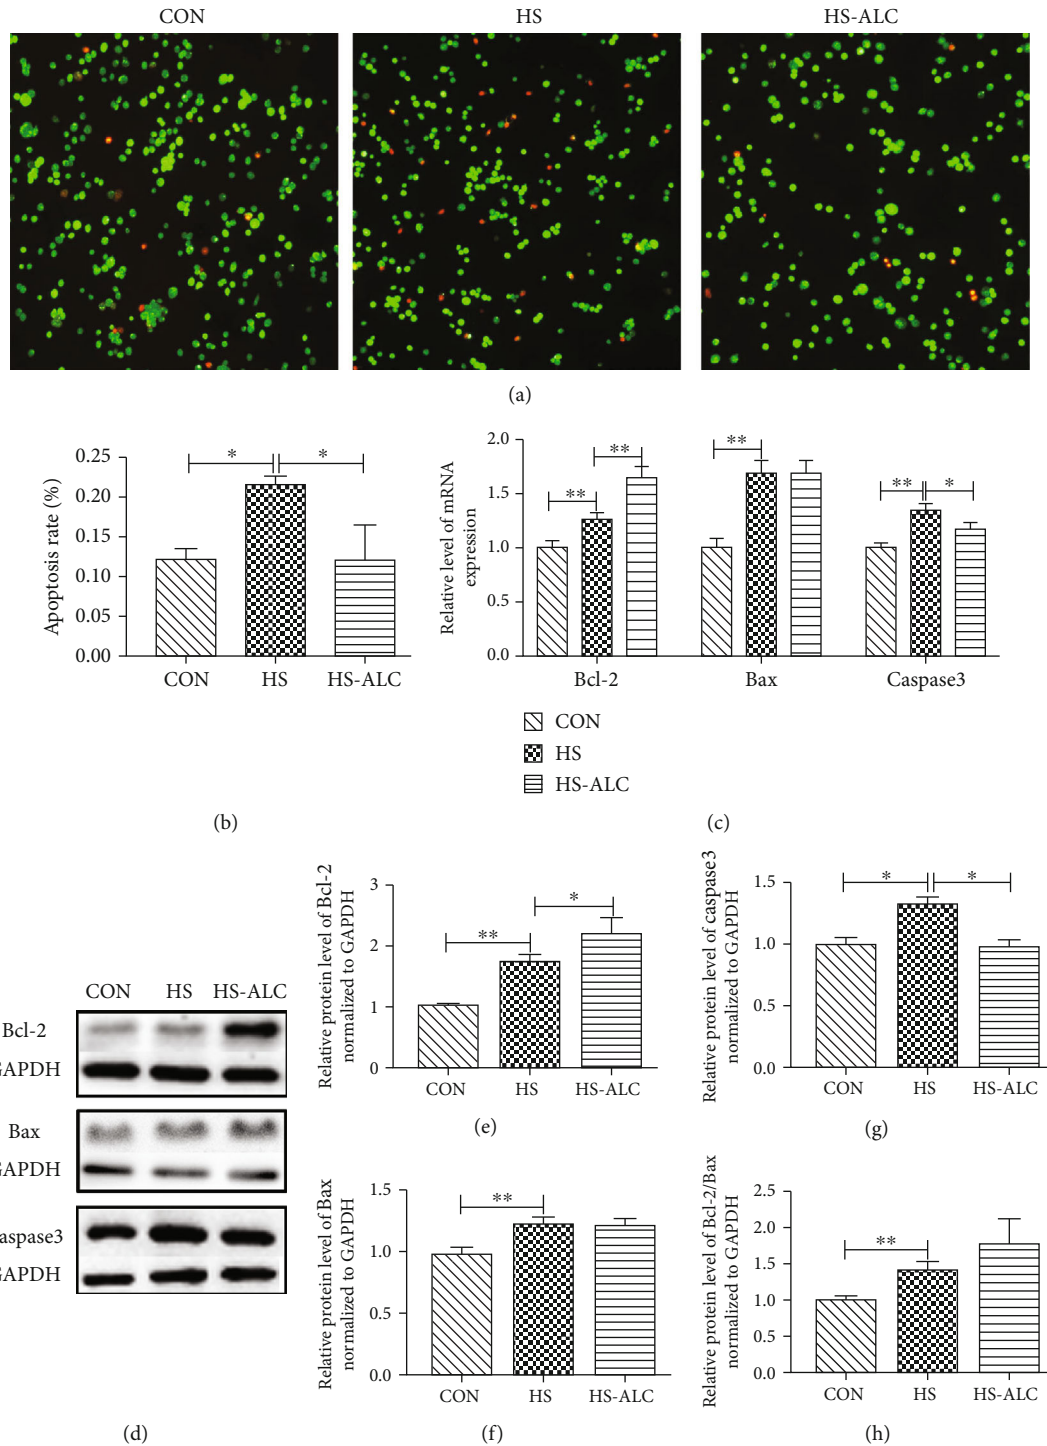 CON HS HS-ALC
(a)
Apoptosis rate (%)
0.25
0.20
0.15
0.10
0.05
0.00
* *
CON HS HS-ALC
(b)
Relative level of mRNA
expression
2.0
1.5
1.0
1.5
0.0
** ** ** ** *
Bcl-2 Bax Caspase3
CON
HS
HS-ALC
(c)
CON HS HS-ALC
Bcl-2
GAPDH
Bax
GAPDH
Caspase3
GAPDH
(d)
Relative protein level of Bcl-2
normalized to GAPDH
3
2
1
0
** *
CON HS HS-ALC
(e)
Relative protein level of caspase3
normalized to GAPDH
1.5
1.0
0.5
0.0
* *
CON HS HS-ALC
(g)
Relative protein level of Bax
normalized to GAPDH
1.5
1.0
0.5
0.0
**
CON HS HS-ALC
(f)
Relative protein level of Bcl-2/Bax
normalized to GAPDH
2.5
2.0
1.5
1.0
0.0
**
CON HS HS-ALC
(h)